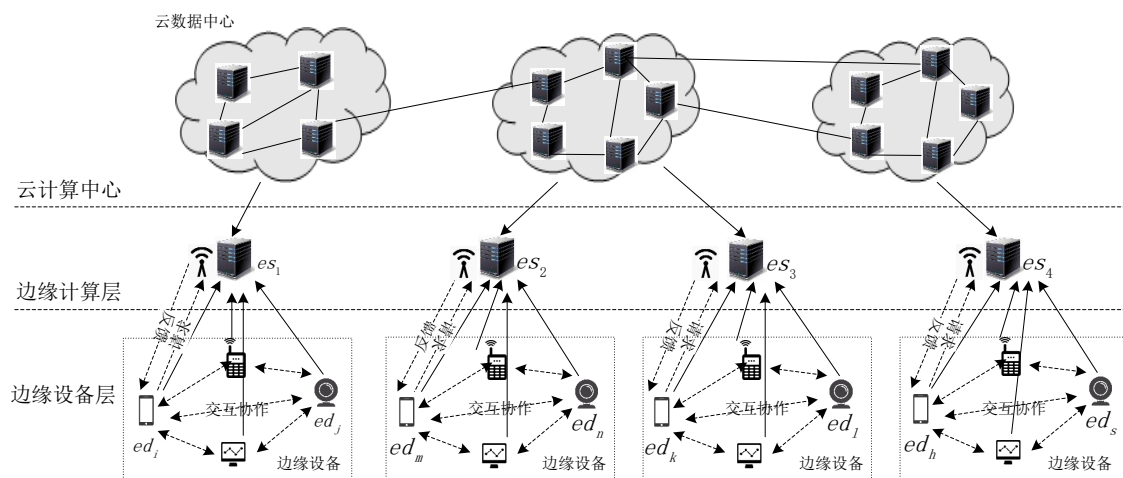 云数据中心
云计算中心
es₁
es₂
es₃
es₄
边缘计算层
反馈
请求
反馈
请求
反馈
请求
反馈
请求
边缘设备层
交互协作
交互协作
交互协作
交互协作
edᵢ
edⱼ
edₘ
edₙ
edₖ
edₗ
edₕ
edₛ
边缘设备
边缘设备
边缘设备
边缘设备